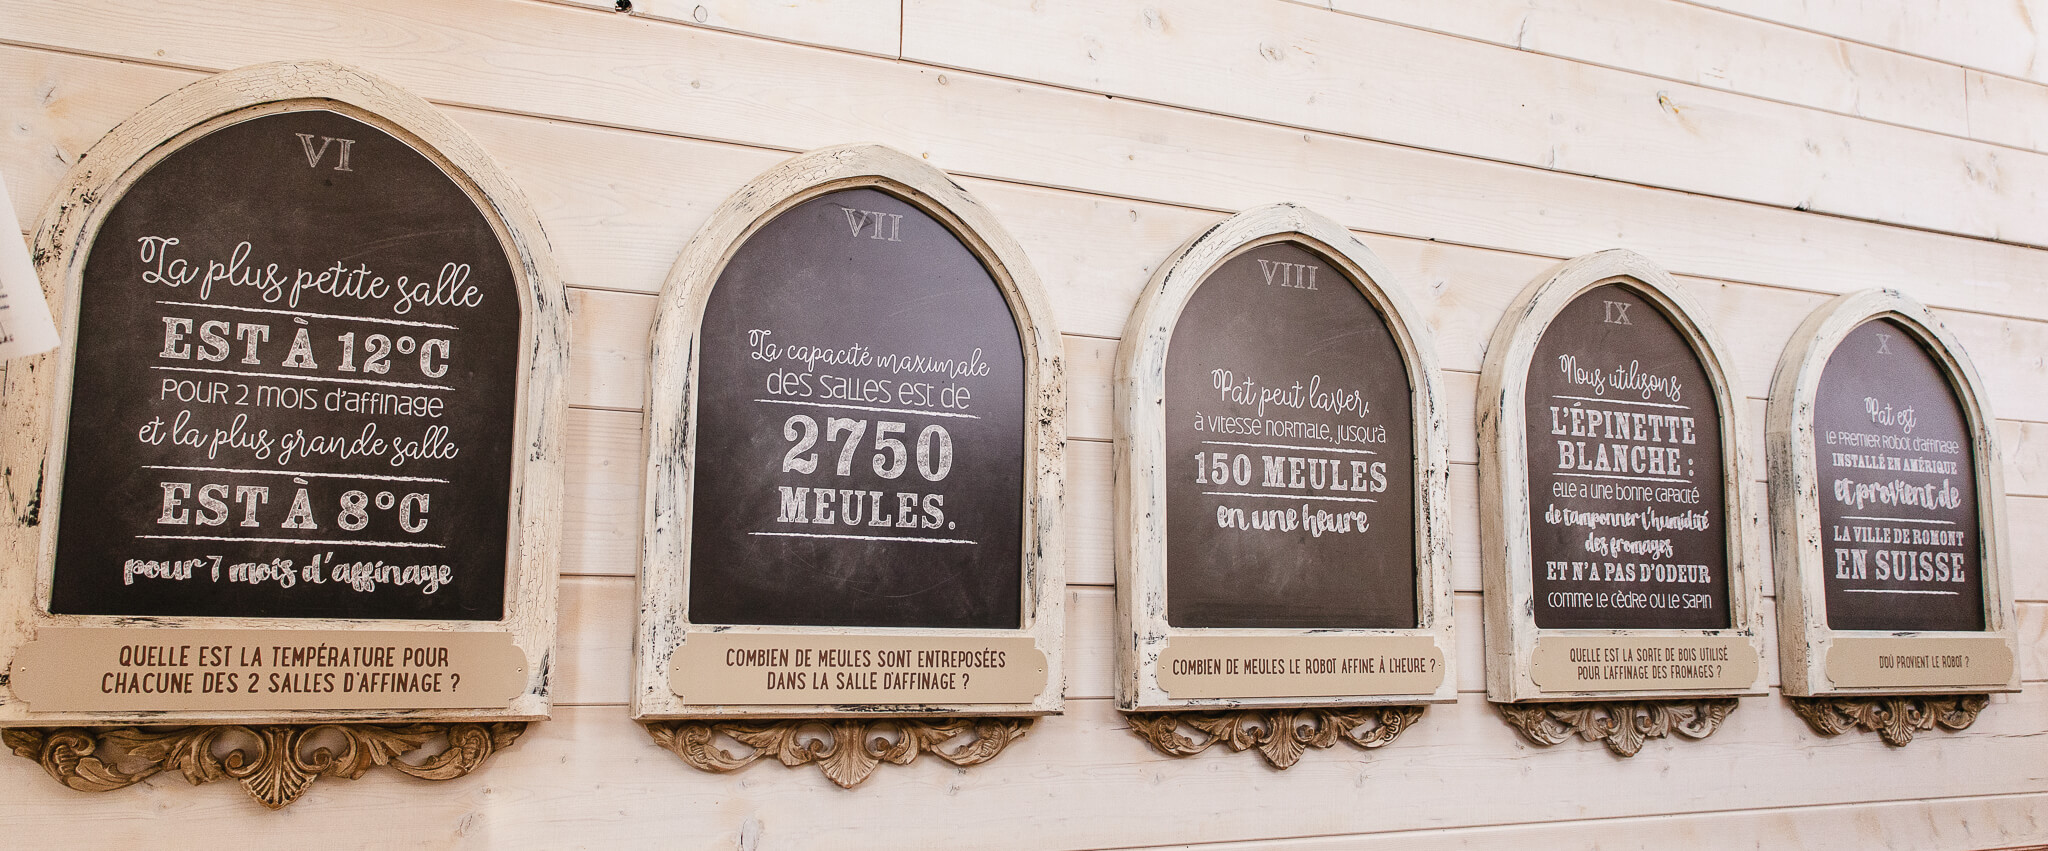 VI
La plus petite salle
EST À 12°C
POUR 2 MOIS d'affinage
et la plus grande salle
EST À 8°C
pour 7 mois d'affinage
QUELLE EST LA TEMPÉRATURE POUR
CHACUNE DES 2 SALLES D'AFFINAGE ?
VII
La capacité maximale
des salles est de
2750
MEULES.
COMBIEN DE MEULES SONT ENTREPOSÉES
DANS LA SALLE D'AFFINAGE ?
VIII
Pat peut laver,
à vitesse normale, jusqu'à
150 MEULES
en une heure
COMBIEN DE MEULES LE ROBOT AFFINE À L'HEURE ?
IX
Nous utilisons
L'ÉPINETTE
BLANCHE :
elle a une bonne capacité
de tamponner l'humidité
des fromages
ET N'A PAS D'ODEUR
comme le cèdre ou le sapin
QUELLE EST LA SORTE DE BOIS UTILISÉ
POUR L'AFFINAGE DES FROMAGES ?
X
Pat est
le premier robot d'affinage
INSTALLÉ EN AMÉRIQUE
et provient de
LA VILLE DE ROMONT
EN SUISSE
D'OÙ PROVIENT LE ROBOT ?